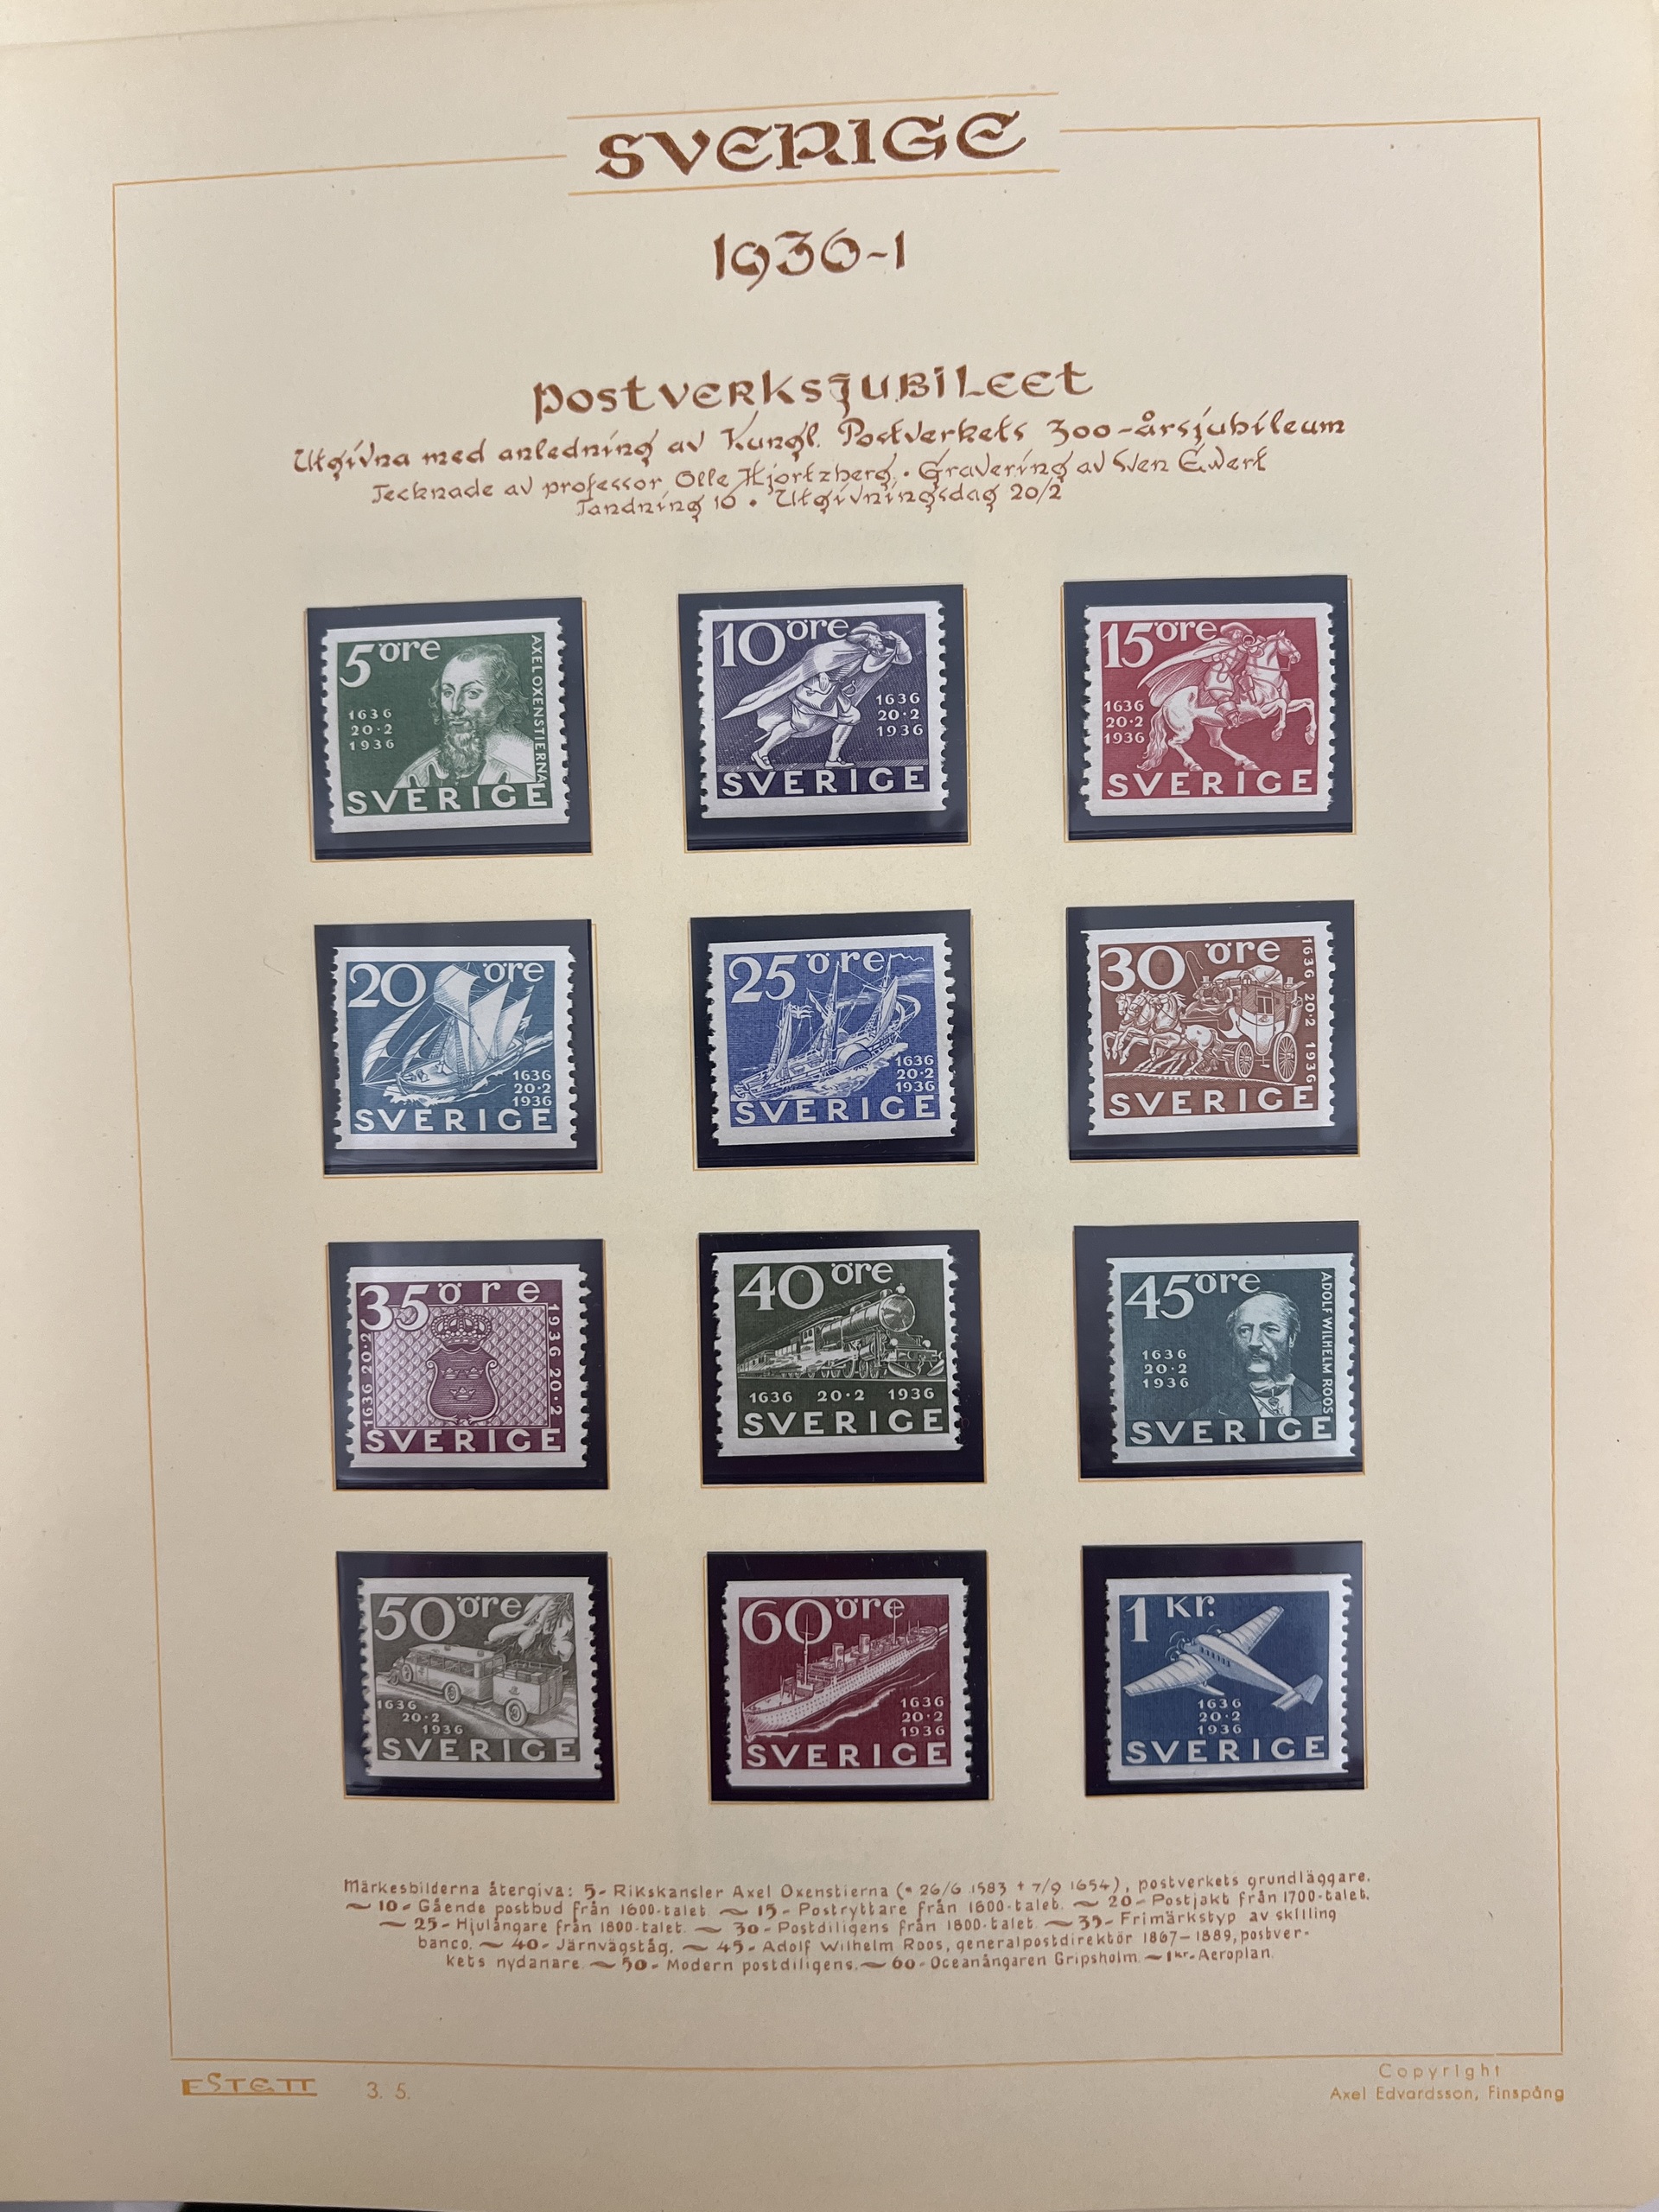 SVERIGE
1936-1
Postverksjubileet
Utgivna med anledning av Kungl. Postverkets 300-årsjubileum
Tecknade av professor Olle Hjortzberg. · Gravering av Sven Ewert
Tandning 10 · Utgivningsdag 20/2
5 öre
AXEL OXENSTIERNA
1636
20·2
1936
SVERIGE
10 öre
1636
20·2
1936
SVERIGE
15 öre
1636
20·2
1936
SVERIGE
20 öre
1636
20·2
1936
SVERIGE
25 öre
1636
20·2
1936
SVERIGE
30 öre
1636 20·2 1936
SVERIGE
35 öre
1636 20·2
1936 20·2
SVERIGE
40 öre
1636 20·2 1936
SVERIGE
45 öre
ADOLF WILHELM ROOS
1636
20·2
1936
SVERIGE
50 öre
1636
20·2
1936
SVERIGE
60 öre
1636
20·2
1936
SVERIGE
1 Kr.
1636
20·2
1936
SVERIGE
Märkesbilderna återgiva: 5- Rikskansler Axel Oxenstierna (* 26/6 1583 † 7/9 1654), postverkets grundläggare.
~ 10- Gående postbud från 1600-talet. ~ 15- Postryttare från 1600-talet. ~ 20- Postjakt från 1700-talet.
~ 25- Hjulångare från 1800-talet. ~ 30- Postdiligens från 1800-talet. ~ 35- Frimärkstyp av skilling
banco. ~ 40- Järnvägståg. ~ 45- Adolf Wilhelm Roos, generalpostdirektör 1867-1889, postver-
kets nydanare. ~ 50- Modern postdiligens. ~ 60- Oceanångaren Gripsholm. ~ 1kr- Aeroplan.
ESTETT 3. 5.
Copyright
Axel Edvardsson, Finspång